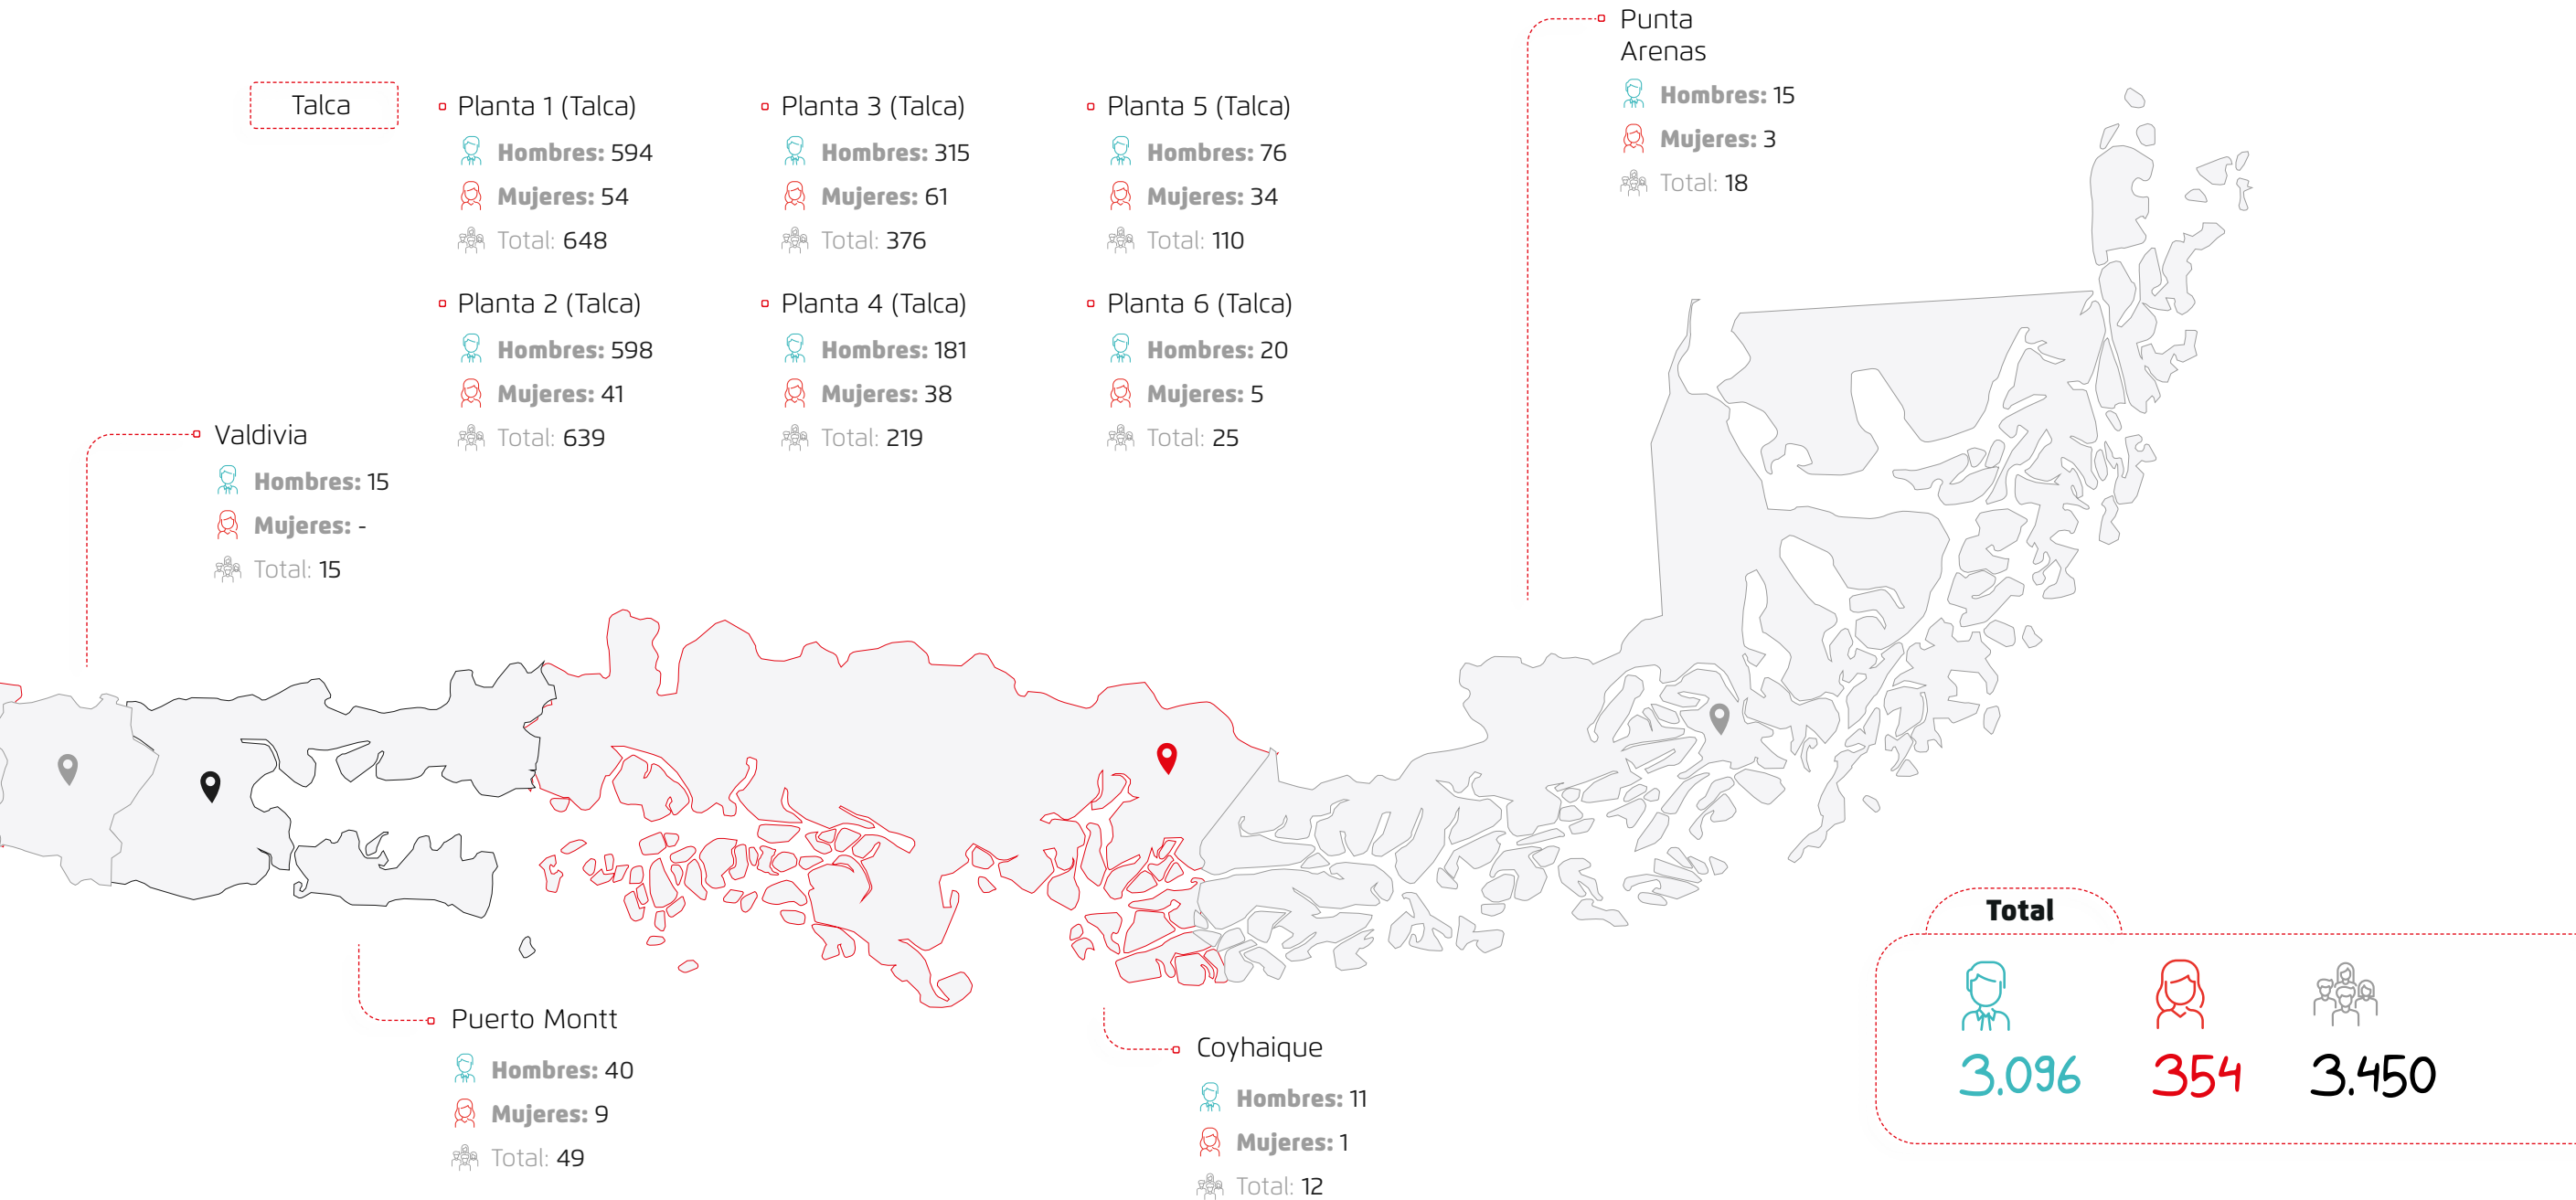 Talca
Planta 1 (Talca)
Hombres: 594
Mujeres: 54
Total: 648
Planta 2 (Talca)
Hombres: 598
Mujeres: 41
Total: 639
Planta 3 (Talca)
Hombres: 315
Mujeres: 61
Total: 376
Planta 4 (Talca)
Hombres: 181
Mujeres: 38
Total: 219
Planta 5 (Talca)
Hombres: 76
Mujeres: 34
Total: 110
Planta 6 (Talca)
Hombres: 20
Mujeres: 5
Total: 25
Punta
Arenas
Hombres: 15
Mujeres: 3
Total: 18
Valdivia
Hombres: 15
Mujeres: -
Total: 15
Puerto Montt
Hombres: 40
Mujeres: 9
Total: 49
Coyhaique
Hombres: 11
Mujeres: 1
Total: 12
Total
3.096
354
3.450